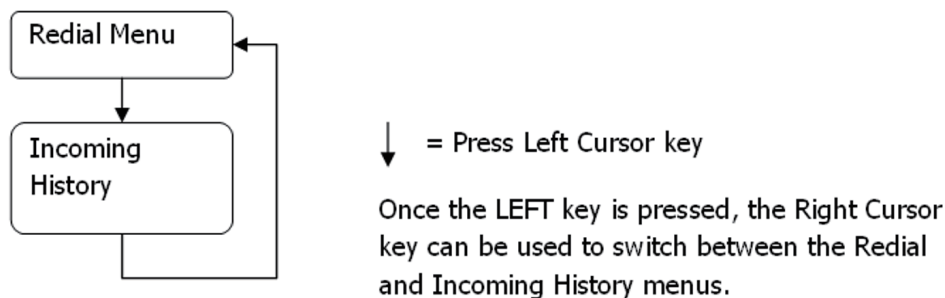 Redial Menu
Incoming
History
= Press Left Cursor key
Once the LEFT key is pressed, the Right Cursor
key can be used to switch between the Redial
and Incoming History menus.